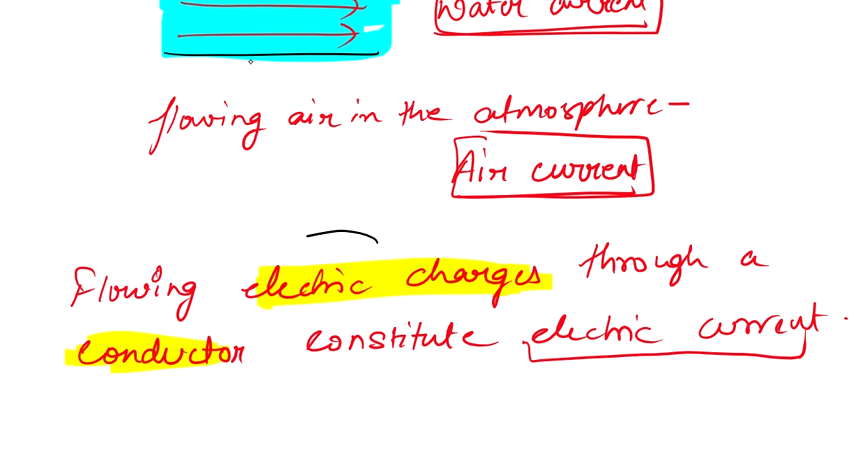 Water current
flowing air in the atmosphere -
Air current
Flowing electric charges through a
conductor constitute electric current.